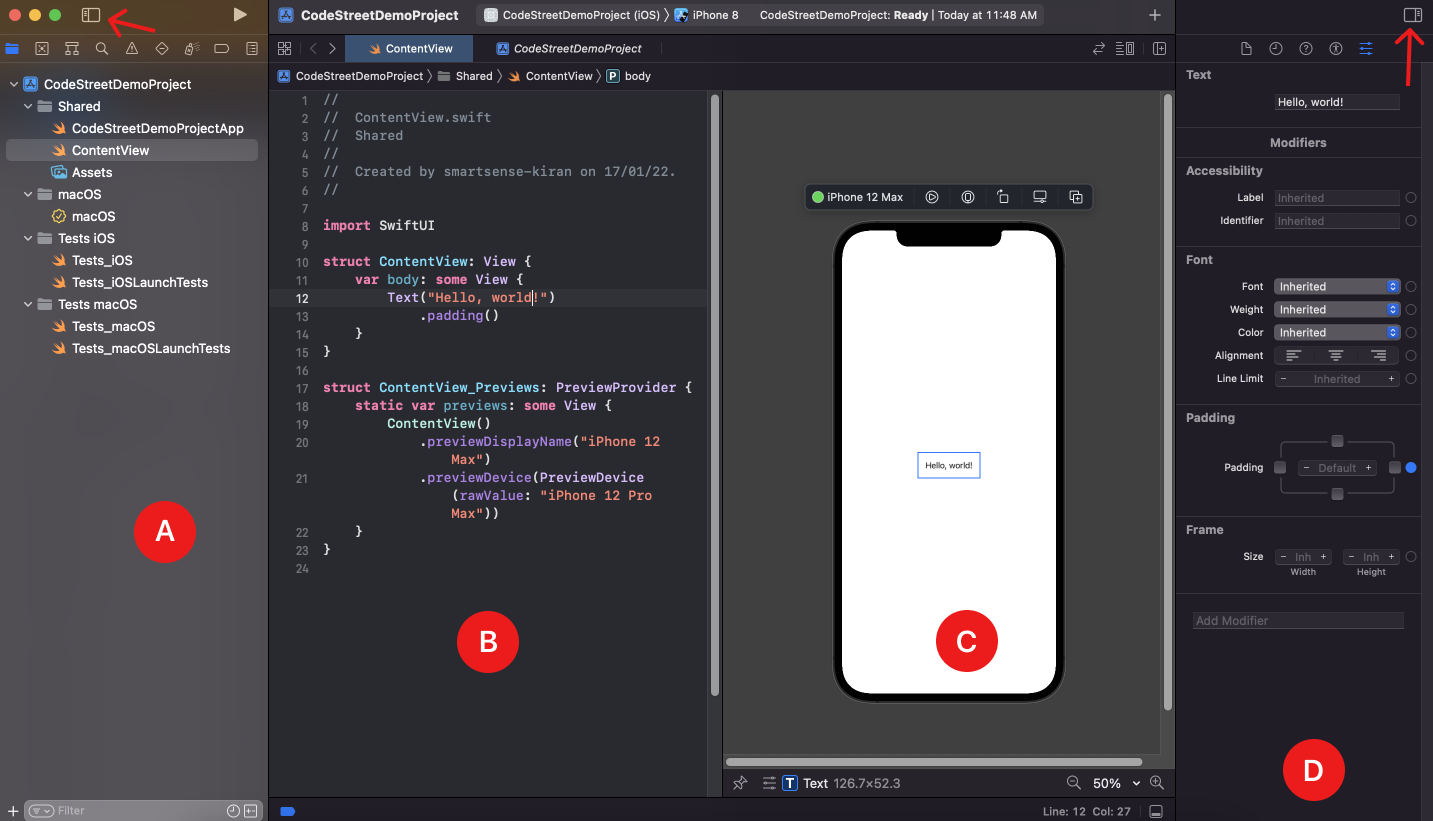 CodeStreetDemoProject
CodeStreetDemoProject (iOS) 〉 iPhone 8
CodeStreetDemoProject: Ready | Today at 11:48 AM
ContentView
CodeStreetDemoProject
CodeStreetDemoProject 〉 Shared 〉 ContentView 〉 P body
CodeStreetDemoProject
Shared
CodeStreetDemoProjectApp
ContentView
Assets
macOS
macOS
Tests iOS
Tests_iOS
Tests_iOSLaunchTests
Tests macOS
Tests_macOS
Tests_macOSLaunchTests
A
Filter
1 //
2 //  ContentView.swift
3 //  Shared
4 //
5 //  Created by smartsense-kiran on 17/01/22.
6 //
7
8 import SwiftUI
9
10 struct ContentView: View {
11     var body: some View {
12         Text("Hello, world!")
13             .padding()
14     }
15 }
16
17 struct ContentView_Previews: PreviewProvider {
18     static var previews: some View {
19         ContentView()
20             .previewDisplayName("iPhone 12
Max")
21             .previewDevice(PreviewDevice
(rawValue: "iPhone 12 Pro
Max"))
22     }
23 }
24
B
iPhone 12 Max
Hello, world!
C
T Text 126.7×52.3
50%
Line: 12 Col: 27
Text
Hello, world!
Modifiers
Accessibility
Label Inherited
Identifier Inherited
Font
Font Inherited
Weight Inherited
Color Inherited
Alignment
Line Limit − Inherited +
Padding
Padding − Default +
Frame
Size − Inh + − Inh +
Width Height
Add Modifier
D